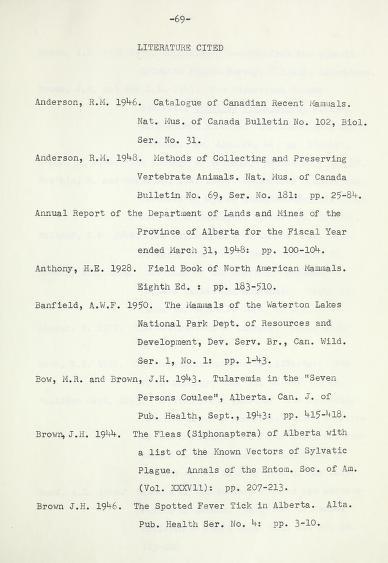 -69-
LITERATURE CITED
Anderson, R.M. 1946. Catalogue of Canadian Recent Mammals.
Nat. Mus. of Canada Bulletin No. 102, Biol.
Ser. No. 31.
Anderson, R.M. 1948. Methods of Collecting and Preserving
Vertebrate Animals. Nat. Mus. of Canada
Bulletin No. 69, Ser. No. 181: pp. 25-84.
Annual Report of the Department of Lands and Mines of the
Province of Alberta for the Fiscal Year
ended March 31, 1948: pp. 100-104.
Anthony, H.E. 1928. Field Book of North American Mammals.
Eighth Ed. : pp. 183-510.
Banfield, A.W.F. 1950. The Mammals of the Waterton Lakes
National Park Dept. of Resources and
Development, Dev. Serv. Br., Can. Wild.
Ser. 1, No. 1: pp. 1-43.
Bow, M.R. and Brown, J.H. 1943. Tularemia in the "Seven
Persons Coulee", Alberta. Can. J. of
Pub. Health, Sept., 1943: pp. 415-418.
Brown, J.H. 1944. The Fleas (Siphonaptera) of Alberta with
a list of the Known Vectors of Sylvatic
Plague. Annals of the Entom. Soc. of Am.
(Vol. XXXVll): pp. 207-213.
Brown J.H. 1946. The Spotted Fever Tick in Alberta. Alta.
Pub. Health Ser. No. 4: pp. 3-10.